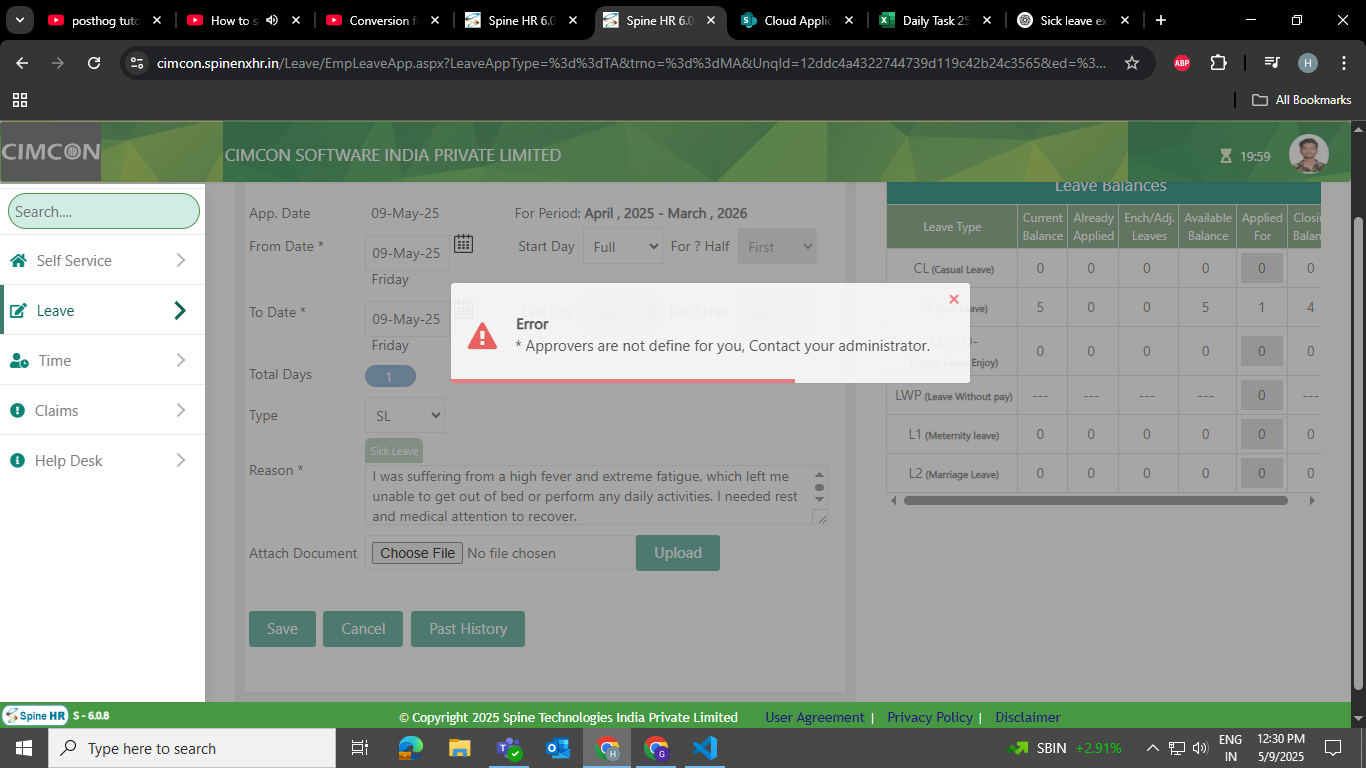 posthog tuto
How to s
Conversion f
Spine HR 6.0
Spine HR 6.0
Cloud Applic
Daily Task 25
Sick leave ex
cimcon.spinenxhr.in/Leave/EmpLeaveApp.aspx?LeaveAppType=%3d%3dTA&trno=%3d%3dMA&UnqId=12ddc4a4322744739d119c42b24c3565&ed=%3...
ABP
H
All Bookmarks
CIMCON
CIMCON SOFTWARE INDIA PRIVATE LIMITED
19:59
Search....
Self Service
Leave
Time
Claims
Help Desk
App. Date 09-May-25 For Period: April , 2025 - March , 2026
From Date * 09-May-25 Start Day Full For ? Half First
Friday
To Date * 09-May-25 Last Day For ? Half
Friday
Total Days 1
Type SL
Sick Leave
Reason * I was suffering from a high fever and extreme fatigue, which left me
unable to get out of bed or perform any daily activities. I needed rest
and medical attention to recover.
Attach Document Choose File No file chosen Upload
Save Cancel Past History
Error
* Approvers are not define for you, Contact your administrator.
Leave Balances
Leave Type Current Balance Already Applied Ench/Adj. Leaves Available Balance Applied For Closin Balan
CL (Casual Leave) 0 0 0 0 0 0
SL Leave) 5 0 0 5 1 4
Enjoy) 0 0 0 0 0 0
LWP (Leave Without pay) --- --- --- --- 0 ---
L1 (Meternity leave) 0 0 0 0 0 0
L2 (Marriage Leave) 0 0 0 0 0 0
Spine HR S - 6.0.8
© Copyright 2025 Spine Technologies India Private Limited User Agreement | Privacy Policy | Disclaimer
Type here to search
H
G
SBIN +2.91%
ENG
IN
12:30 PM
5/9/2025